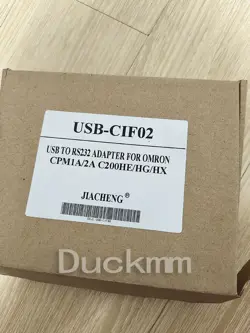 USB-CIF02
USB TO RS232 ADAPTER FOR OMRON
CPM1A/2A C200HE/HG/HX
JIACHENG®
Duckmm